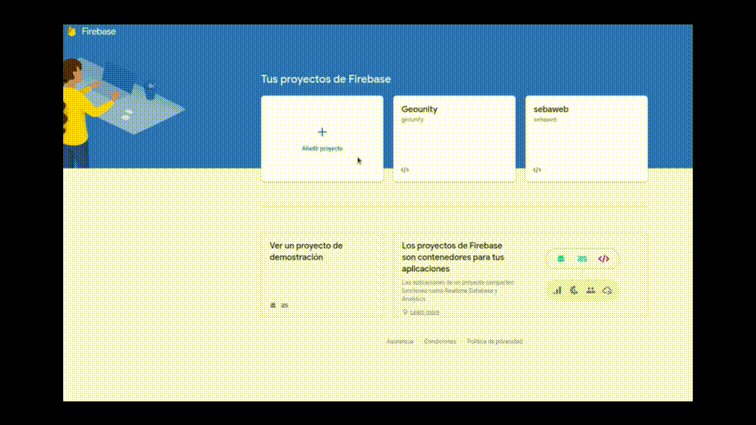 Firebase
Tus proyectos de Firebase
Añadir proyecto
Geounity
geounity
sebaweb
sebaweb
Ver un proyecto de
demostración
Los proyectos de Firebase
son contenedores para tus
aplicaciones
Las aplicaciones de un proyecto comparten
funciones como Realtime Database y
Analytics
Learn more
Asistencia · Condiciones · Política de privacidad